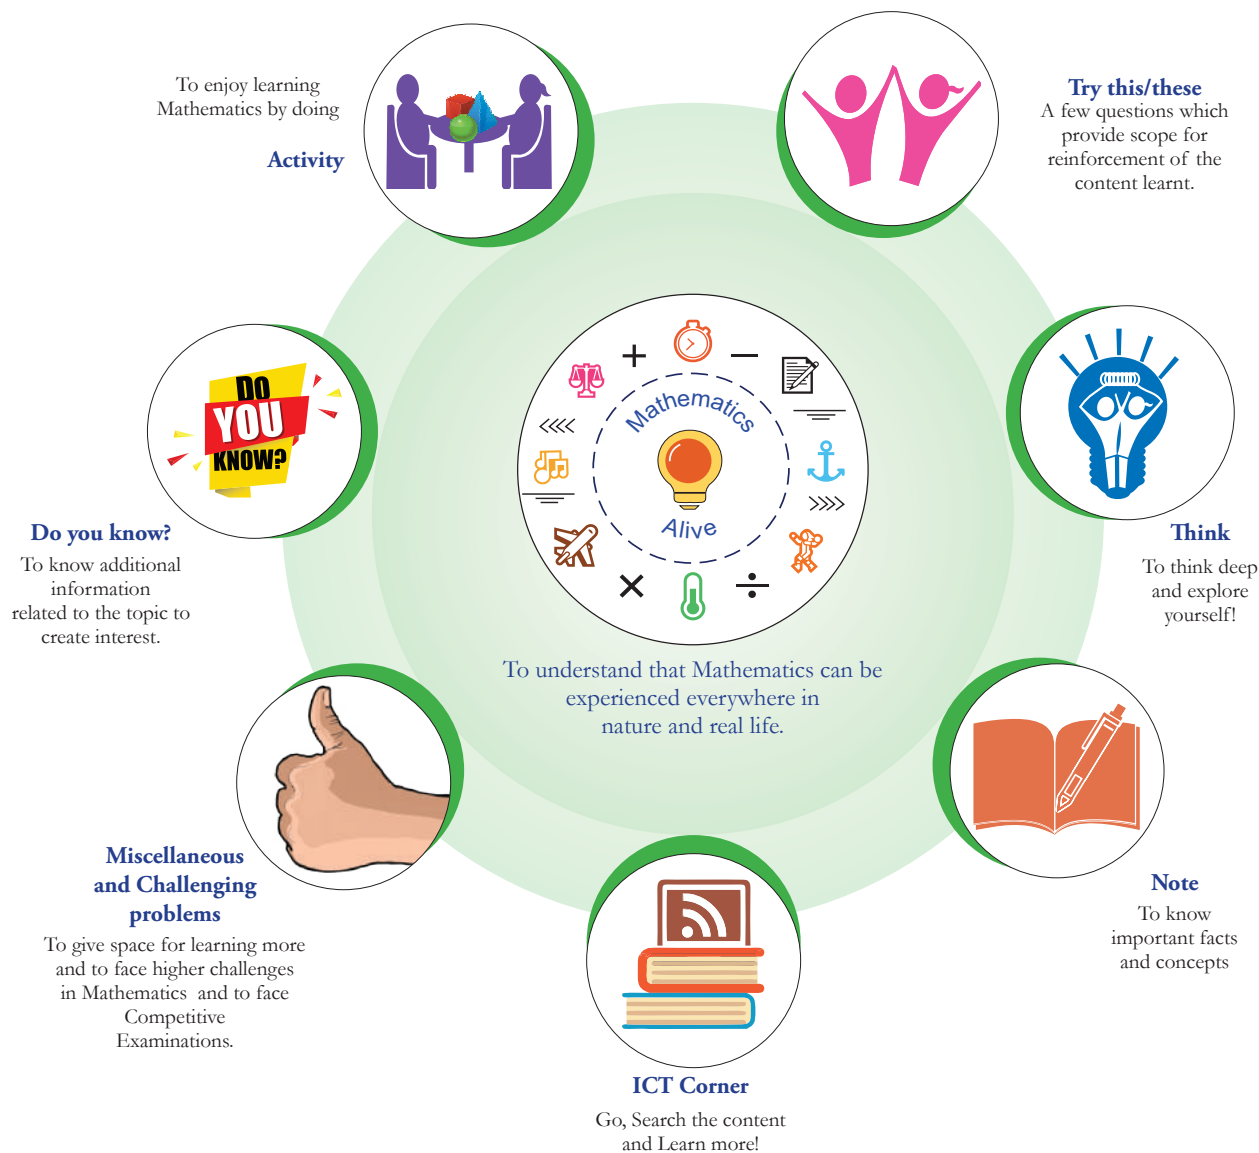 To enjoy learning
Mathematics by doing
Activity
Try this/these
A few questions which
provide scope for
reinforcement of the
content learnt.
DO
YOU
KNOW?
Do you know?
To know additional
information
related to the topic to
create interest.
+
−
Mathematics
Alive
×
÷
To understand that Mathematics can be
experienced everywhere in
nature and real life.
Think
To think deep
and explore
yourself!
Miscellaneous
and Challenging
problems
To give space for learning more
and to face higher challenges
in Mathematics and to face
Competitive
Examinations.
Note
To know
important facts
and concepts
ICT Corner
Go, Search the content
and Learn more!